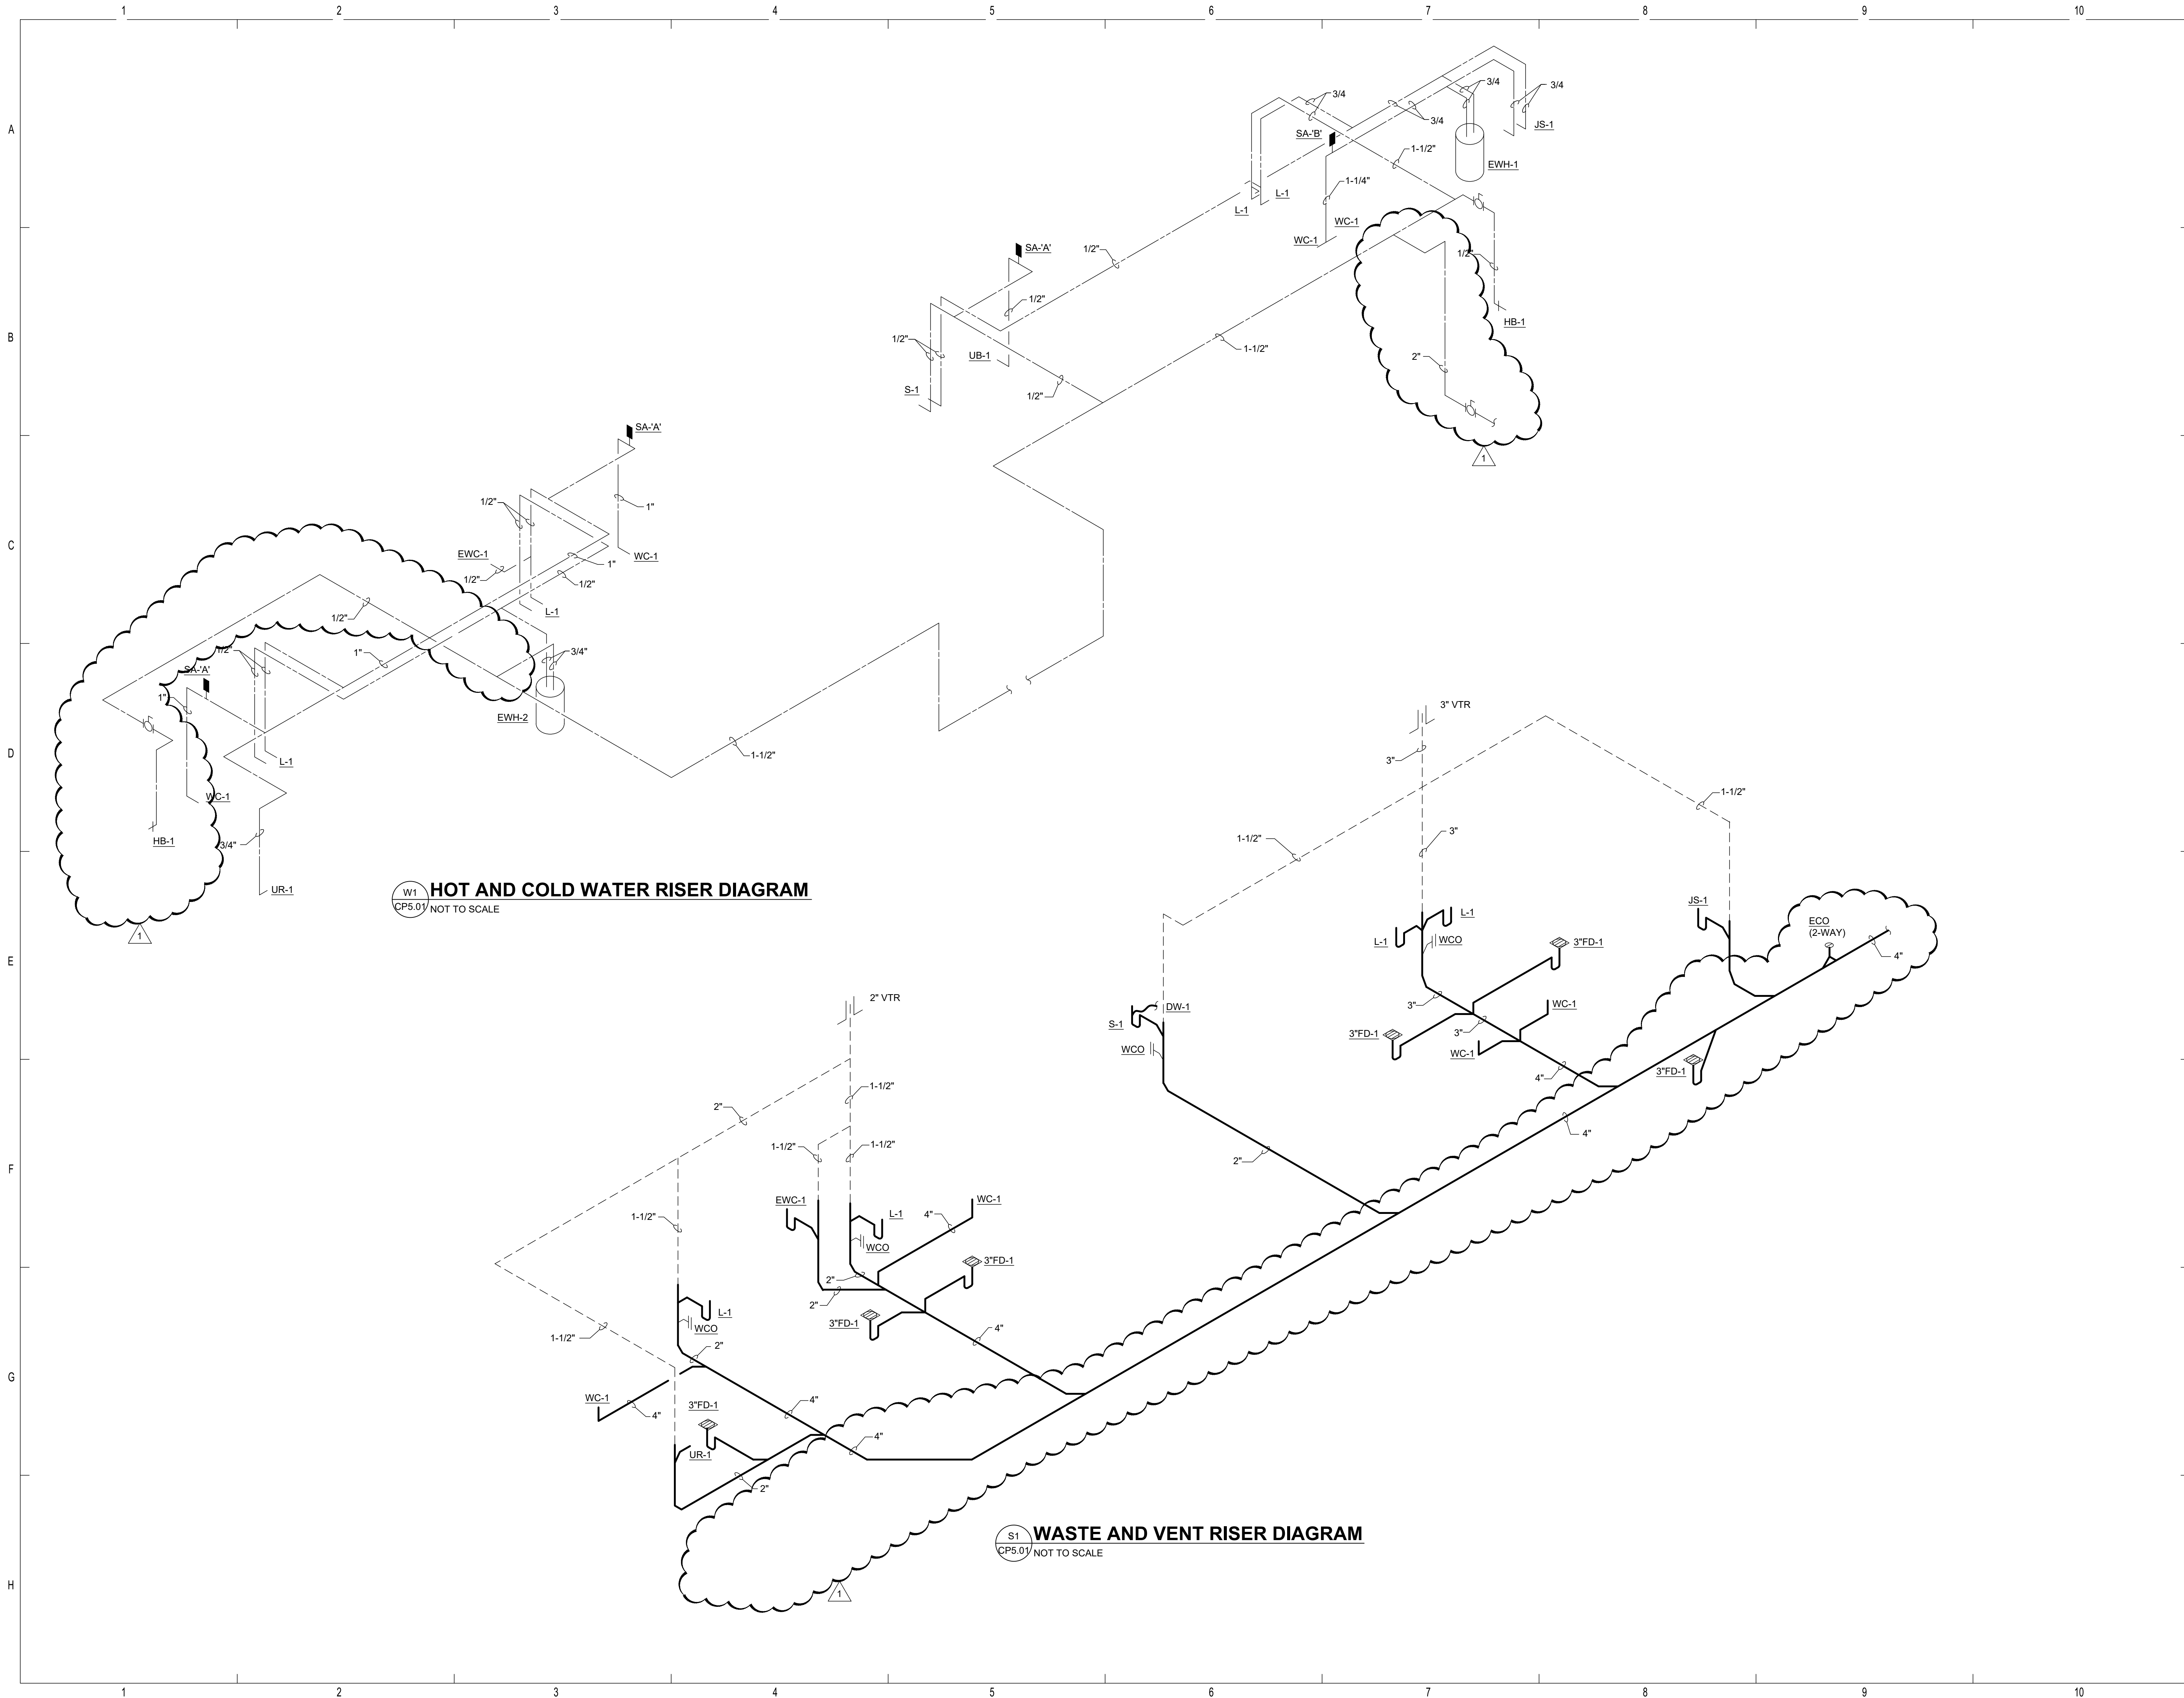 1 2 3 4 5 6 7 8 9 10
A
3/4
3/4
3/4
3/4
JS-1
SA-'B'
EWH-1
1-1/2"
1-1/4"
L-1
L-1
WC-1
WC-1
B
SA-'A'
1/2"
1/2"
1/2"
HB-1
1/2"
UB-1
1-1/2"
2"
S-1
1/2"
1
C
SA-'A'
1/2"
1"
EWC-1
WC-1
1"
1/2"
1/2"
L-1
1/2"
D
1/2"
1"
3/4"
SA-'A'
1"
EWH-2
L-1
1-1/2"
WC-1
HB-1
3/4"
UR-1
1
W1
CP5.01
HOT AND COLD WATER RISER DIAGRAM
NOT TO SCALE
3" VTR
3"
1-1/2"
1-1/2"
3"
E
L-1
L-1
WCO
3"FD-1
JS-1
ECO
(2-WAY)
4"
2" VTR
DW-1
S-1
WCO
3"
WC-1
3"
3"FD-1
WC-1
4"
3"FD-1
4"
F
1-1/2"
2"
1-1/2"
1-1/2"
2"
EWC-1
WC-1
L-1
4"
1-1/2"
WCO
3"FD-1
2"
2"
L-1
3"FD-1
WCO
4"
1-1/2"
2"
G
WC-1
4"
4"
3"FD-1
4"
UR-1
2"
S1
CP5.01
WASTE AND VENT RISER DIAGRAM
NOT TO SCALE
H
1
1 2 3 4 5 6 7 8 9 10